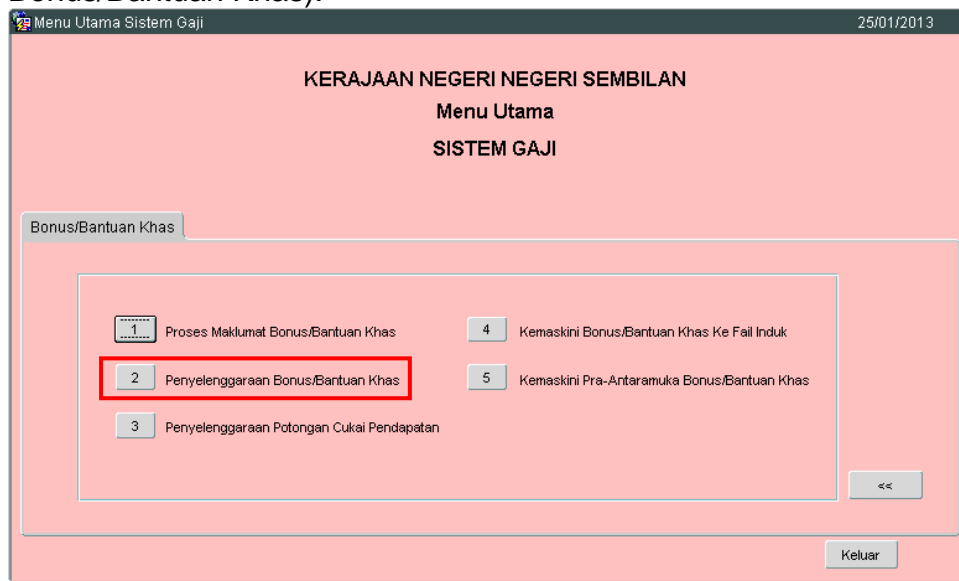 Bonus/Bantuan Khas).
Menu Utama Sistem Gaji 25/01/2013
KERAJAAN NEGERI NEGERI SEMBILAN
Menu Utama
SISTEM GAJI
Bonus/Bantuan Khas
1 Proses Maklumat Bonus/Bantuan Khas 4 Kemaskini Bonus/Bantuan Khas Ke Fail Induk
2 Penyelenggaraan Bonus/Bantuan Khas 5 Kemaskini Pra-Antaramuka Bonus/Bantuan Khas
3 Penyelenggaraan Potongan Cukai Pendapatan
<<
Keluar